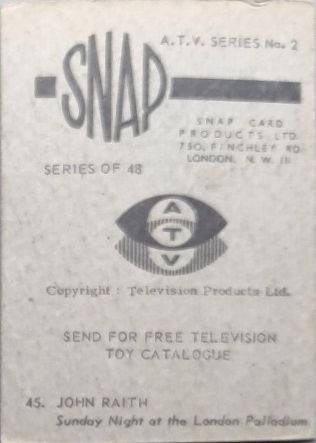 A.T.V. SERIES No. 2
SNAP
SNAP CARD
PRODUCTS LTD.
750, FINCHLEY RD.
LONDON, N. W. 11
SERIES OF 48
A
T
V
Copyright : Television Products Ltd.
SEND FOR FREE TELEVISION
TOY CATALOGUE
45. JOHN RAITH
Sunday Night at the London Palladium